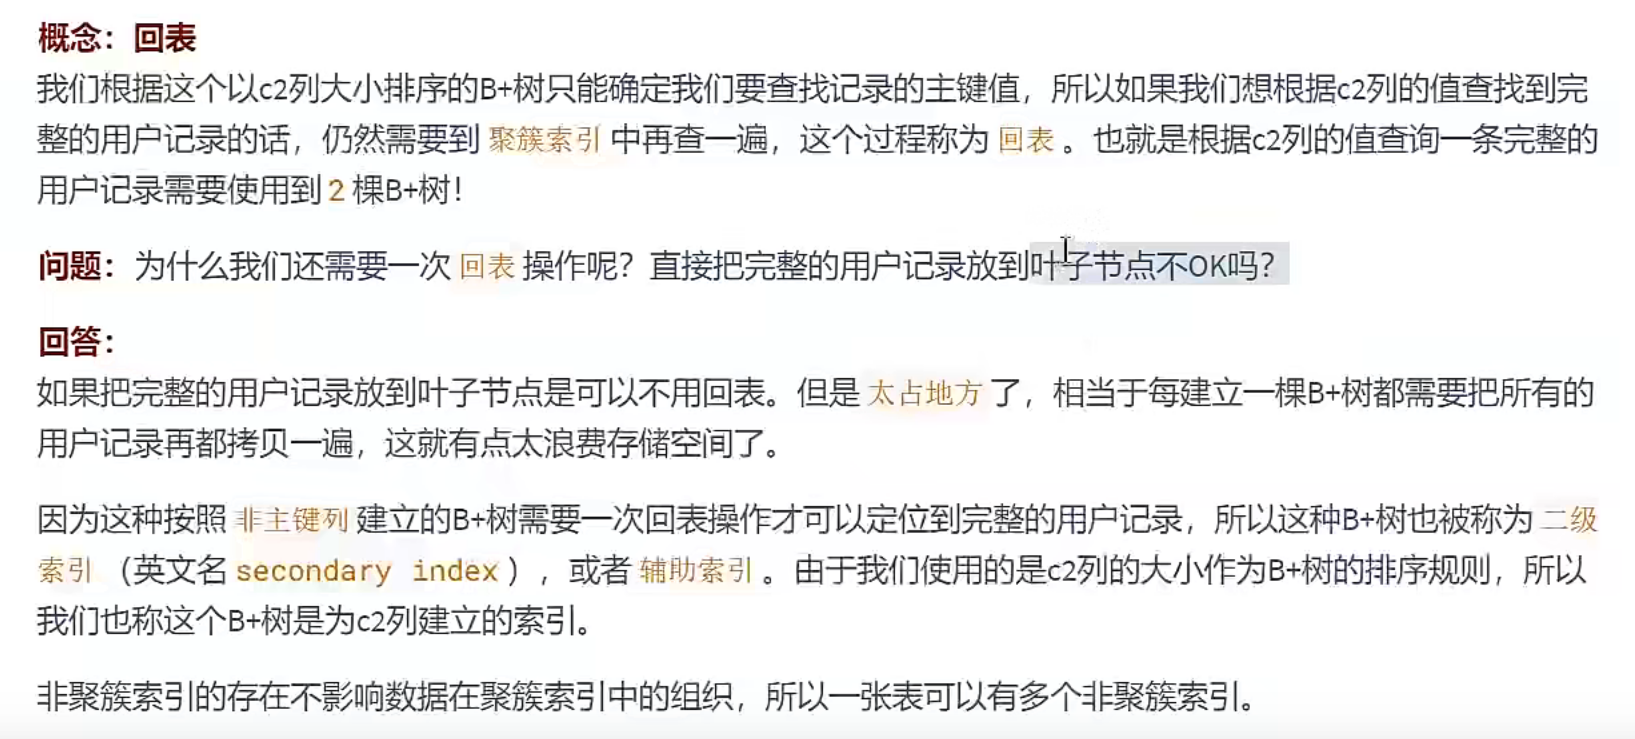 概念：回表
我们根据这个以c2列大小排序的B+树只能确定我们要查找记录的主键值，所以如果我们想根据c2列的值查找到完
整的用户记录的话，仍然需要到 聚簇索引 中再查一遍，这个过程称为 回表 。也就是根据c2列的值查询一条完整的
用户记录需要使用到 2 棵B+树！
问题：为什么我们还需要一次 回表 操作呢？直接把完整的用户记录放到叶子节点不OK吗？
回答：
如果把完整的用户记录放到叶子节点是可以不用回表。但是 太占地方 了，相当于每建立一棵B+树都需要把所有的
用户记录再都拷贝一遍，这就有点太浪费存储空间了。
因为这种按照 非主键列 建立的B+树需要一次回表操作才可以定位到完整的用户记录，所以这种B+树也被称为 二级
索引 （英文名 secondary index ），或者 辅助索引 。由于我们使用的是c2列的大小作为B+树的排序规则，所以
我们也称这个B+树是为c2列建立的索引。
非聚簇索引的存在不影响数据在聚簇索引中的组织，所以一张表可以有多个非聚簇索引。